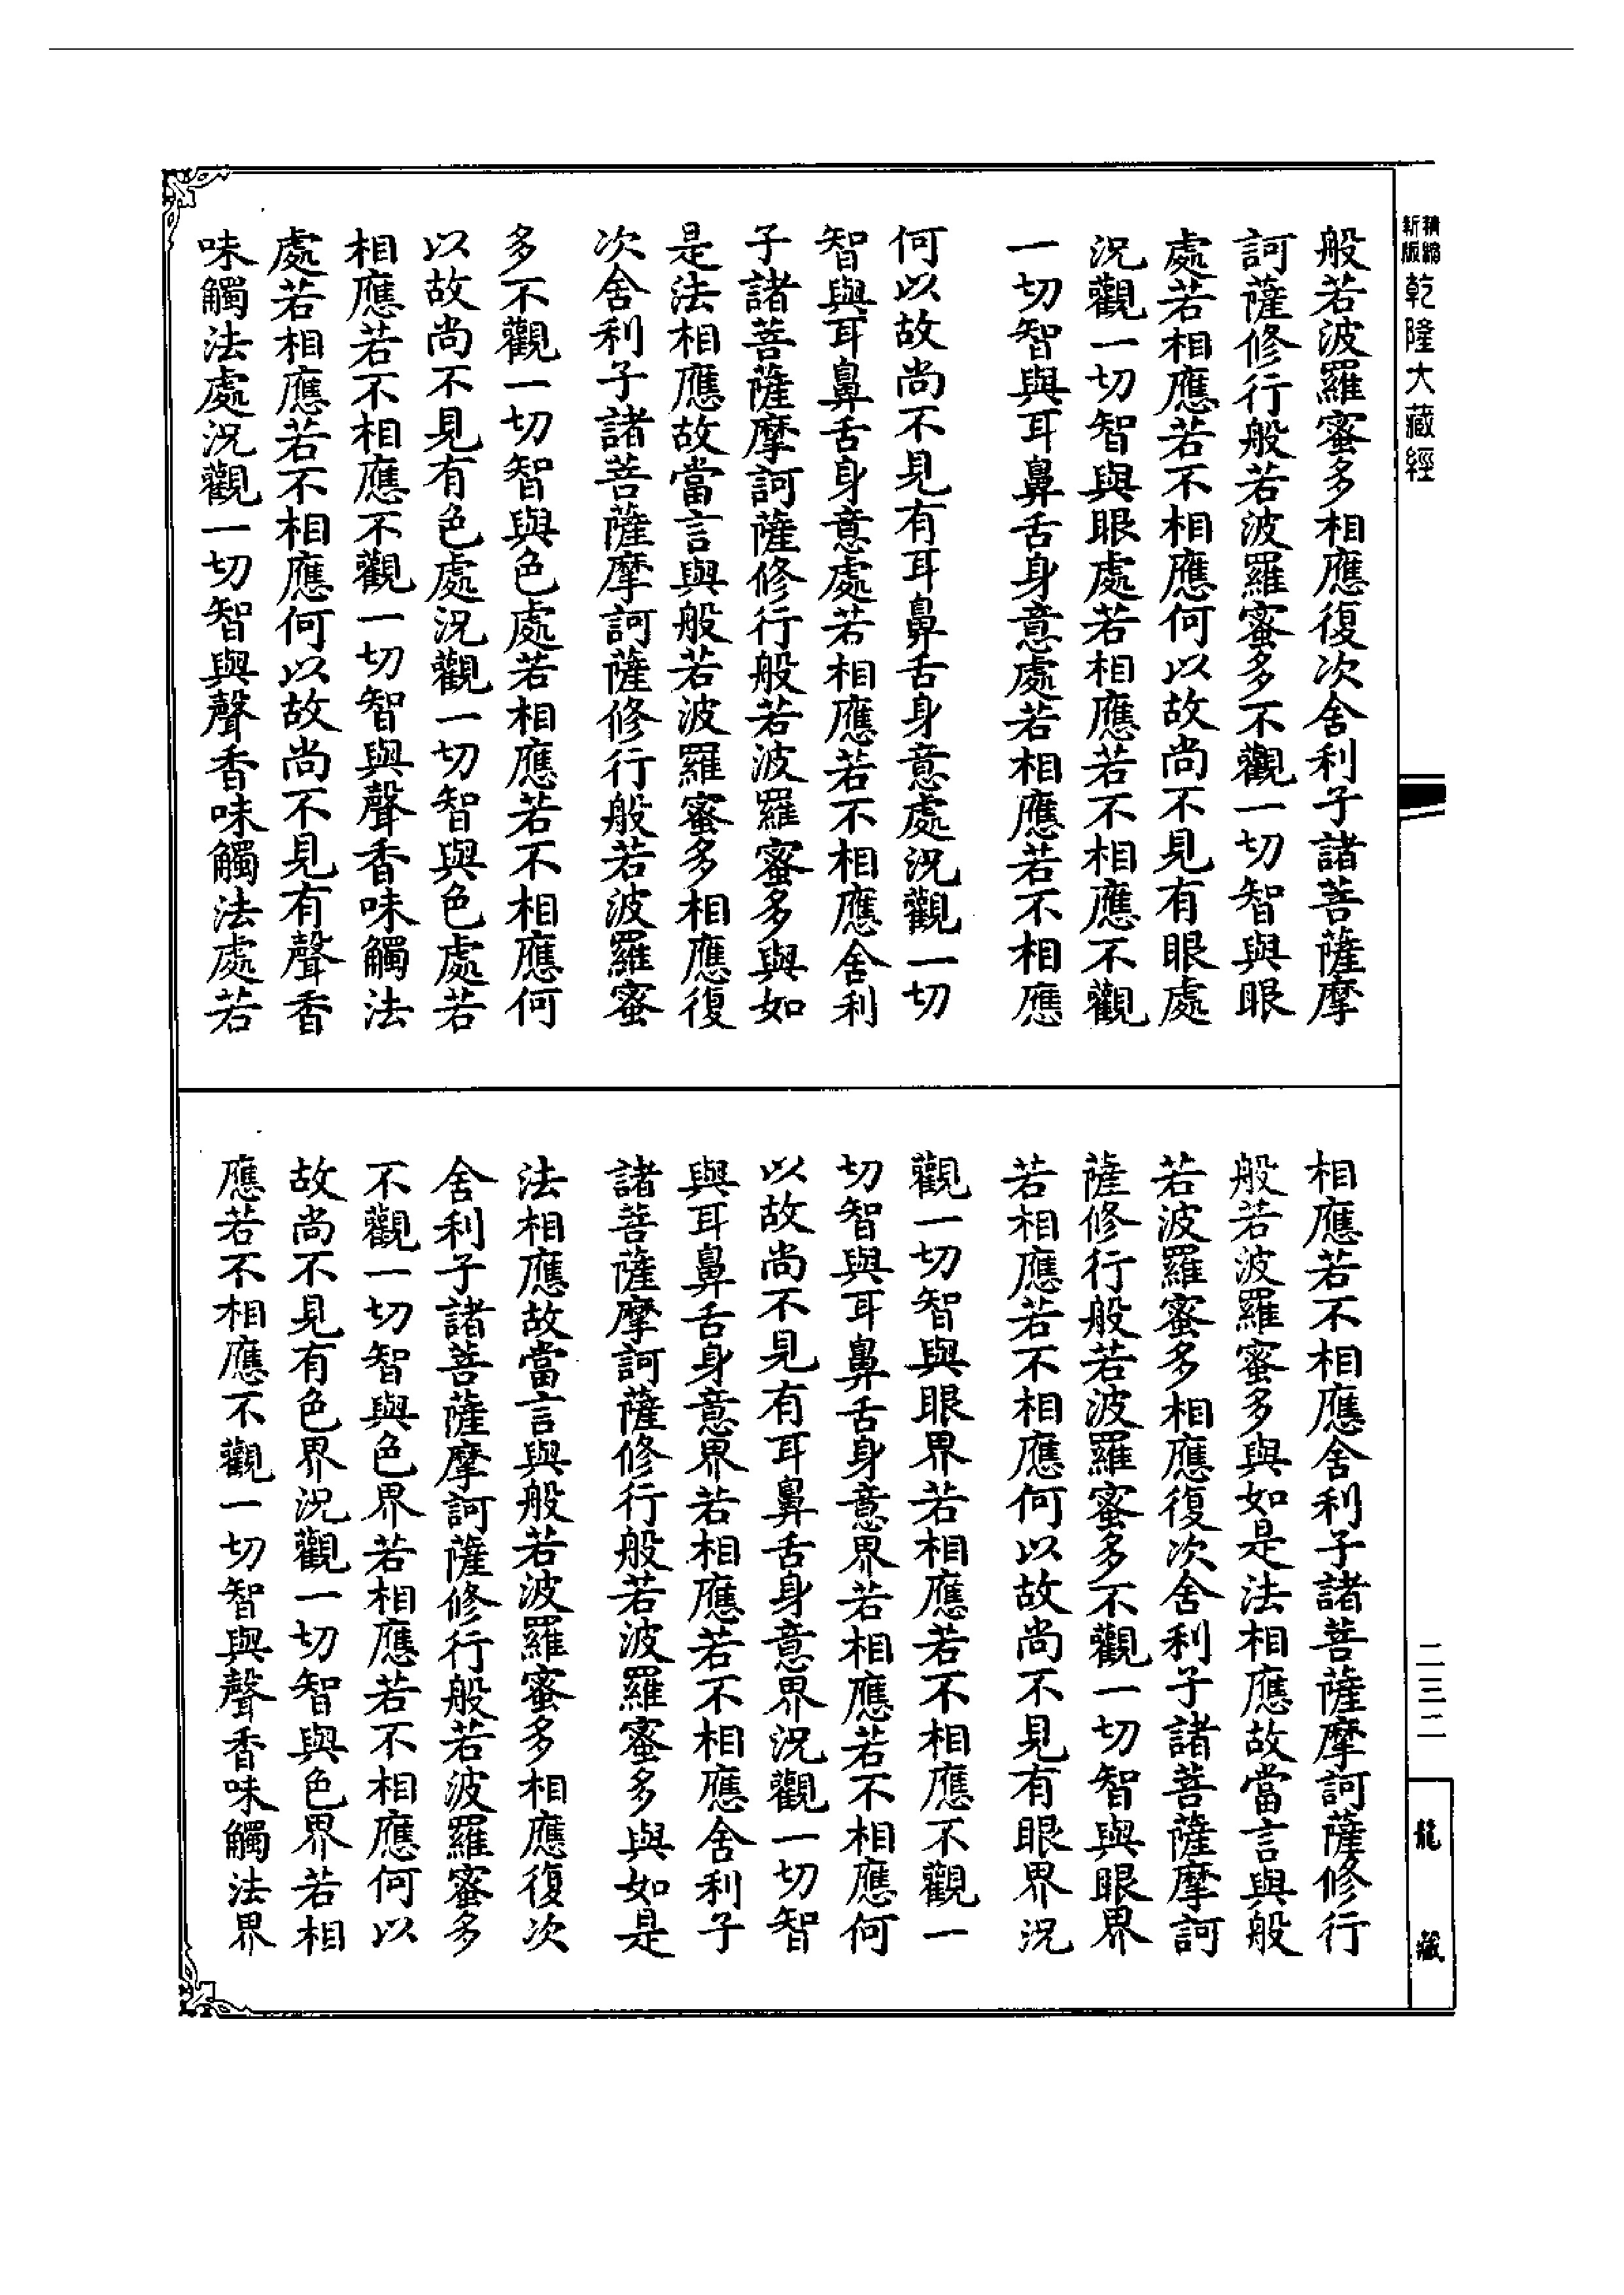 精縮新版乾隆大藏經
般若波羅蜜多相應復次舍利子諸菩薩摩
訶薩修行般若波羅蜜多不觀一切智與眼
處若相應若不相應何以故尚不見有眼處
況觀一切智與眼處若相應若不相應不觀
一切智與耳鼻舌身意處若相應若不相應
何以故尚不見有耳鼻舌身意處況觀一切
智與耳鼻舌身意處若相應若不相應舍利
子諸菩薩摩訶薩修行般若波羅蜜多與如
是法相應故當言與般若波羅蜜多相應復
次舍利子諸菩薩摩訶薩修行般若波羅蜜
多不觀一切智與色處若相應若不相應何
以故尚不見有色處況觀一切智與色處若
相應若不相應不觀一切智與聲香味觸法
處若相應若不相應何以故尚不見有聲香
味觸法處況觀一切智與聲香味觸法處若
相應若不相應舍利子諸菩薩摩訶薩修行
般若波羅蜜多與如是法相應故當言與般
若波羅蜜多相應復次舍利子諸菩薩摩訶
薩修行般若波羅蜜多不觀一切智與眼界
若相應若不相應何以故尚不見有眼界況
觀一切智與眼界若相應若不相應不觀一
切智與耳鼻舌身意界若相應若不相應何
以故尚不見有耳鼻舌身意界況觀一切智
與耳鼻舌身意界若相應若不相應舍利子
諸菩薩摩訶薩修行般若波羅蜜多與如是
法相應故當言與般若波羅蜜多相應復次
舍利子諸菩薩摩訶薩修行般若波羅蜜多
不觀一切智與色界若相應若不相應何以
故尚不見有色界況觀一切智與色界若相
應若不相應不觀一切智與聲香味觸法界
二三二
龍藏